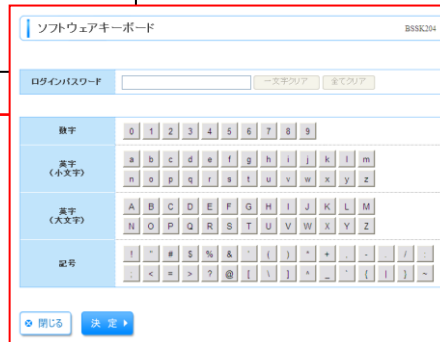 ソフトウェアキーボード BSSK204
ログインパスワード 一文字クリア 全てクリア
数字 0 1 2 3 4 5 6 7 8 9
英字
(小文字)
a b c d e f g h i j k l m
n o p q r s t u v w x y z
英字
(大文字)
A B C D E F G H I J K L M
N O P Q R S T U V W X Y Z
記号
! " # $ % & ' ( ) * + , - . / :
; < = > ? @ [ \ ] ^ _ ` { | } ~
閉じる 決 定